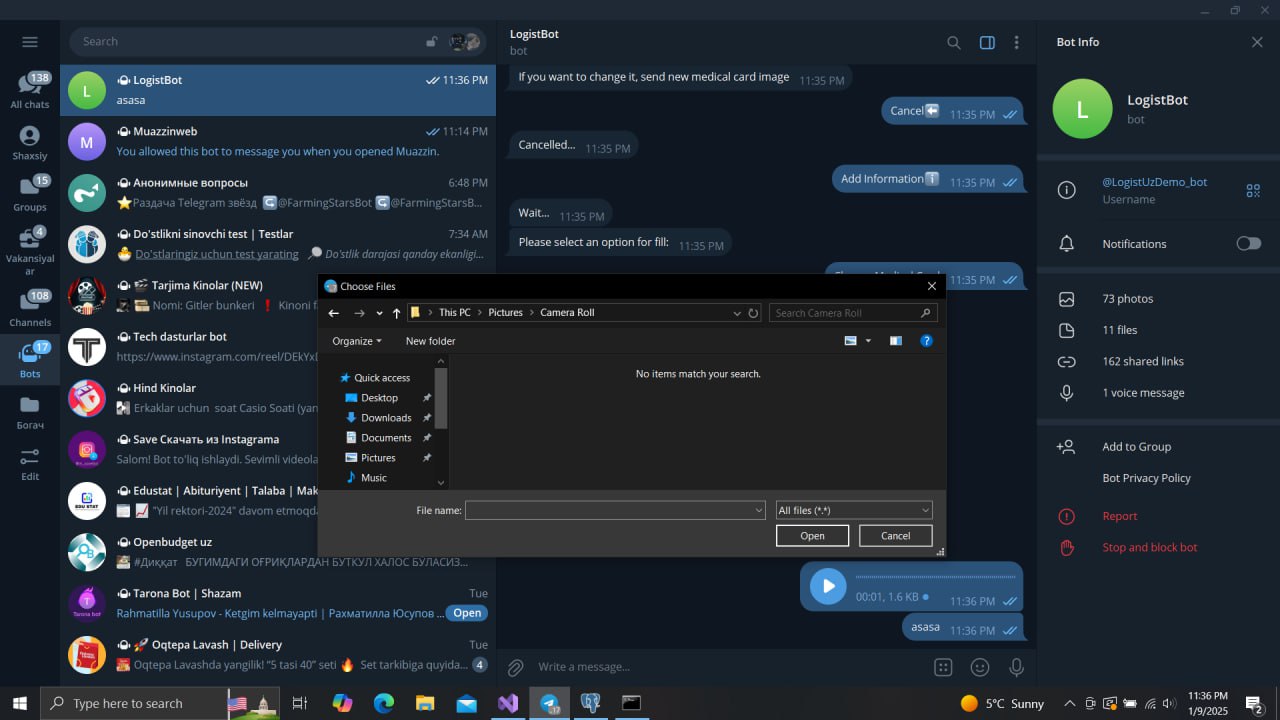 Search
138
All chats
Shaxsiy
15
Groups
4
Vakansiyal
ar
108
Channels
17
Bots
Богач
Edit
L
LogistBot
11:36 PM
asasa
M
Muazzinweb
11:14 PM
You allowed this bot to message you when you opened Muazzin.
Анонимные вопросы
6:48 PM
Раздача Telegram звёзд @FarmingStarsBot @FarmingStarsB...
Do'stlikni sinovchi test | Testlar
7:34 AM
Do'stlaringiz uchun test yarating Do'stlik darajasi qanday ekanligi...
Tarjima Kinolar (NEW)
Nomi: Gitler bunkeri ❗ Kinoni
Tech dasturlar bot
https://www.instagram.com/reel/DEkYx
Hind Kinolar
Erkaklar uchun soat Casio Soati (yan
Save Скачать из Instagrama
Salom! Bot to'liq ishlaydi. Sevimli videola
EDU STAT
Edustat | Abituriyent | Talaba | Mak
"Yil rektori-2024" davom etmoqda
Openbudget uz
#Диққат БУГИМДАГИ ОҒРИҚЛАРДАН БУТКУЛ ХАЛОС БУЛАСИЗ...
Tarona bot
Tarona Bot | Shazam
Tue
Rahmatilla Yusupov - Ketgim kelmayapti | Рахматилла Юсупов ...
Open
Oqtepa Lavash | Delivery
Tue
Oqtepa Lavashda yangilik! “5 tasi 40” seti Set tarkibiga quyida...
4
LogistBot
bot
If you want to change it, send new medical card image 11:35 PM
Cancel 11:35 PM
Cancelled... 11:35 PM
Add Information 11:35 PM
Wait... 11:35 PM
Please select an option for fill: 11:35 PM
11:35 PM
Choose Files
This PC
Pictures
Camera Roll
Search Camera Roll
Organize
New folder
Quick access
Desktop
Downloads
Documents
Pictures
Music
No items match your search.
File name:
All files (*.*)
Open
Cancel
00:01, 1.6 KB
11:36 PM
asasa 11:36 PM
Write a message...
Bot Info
L
LogistBot
bot
@LogistUzDemo_bot
Username
Notifications
73 photos
11 files
162 shared links
1 voice message
Add to Group
Bot Privacy Policy
Report
Stop and block bot
Type here to search
5°C Sunny
11:36 PM
1/9/2025
2